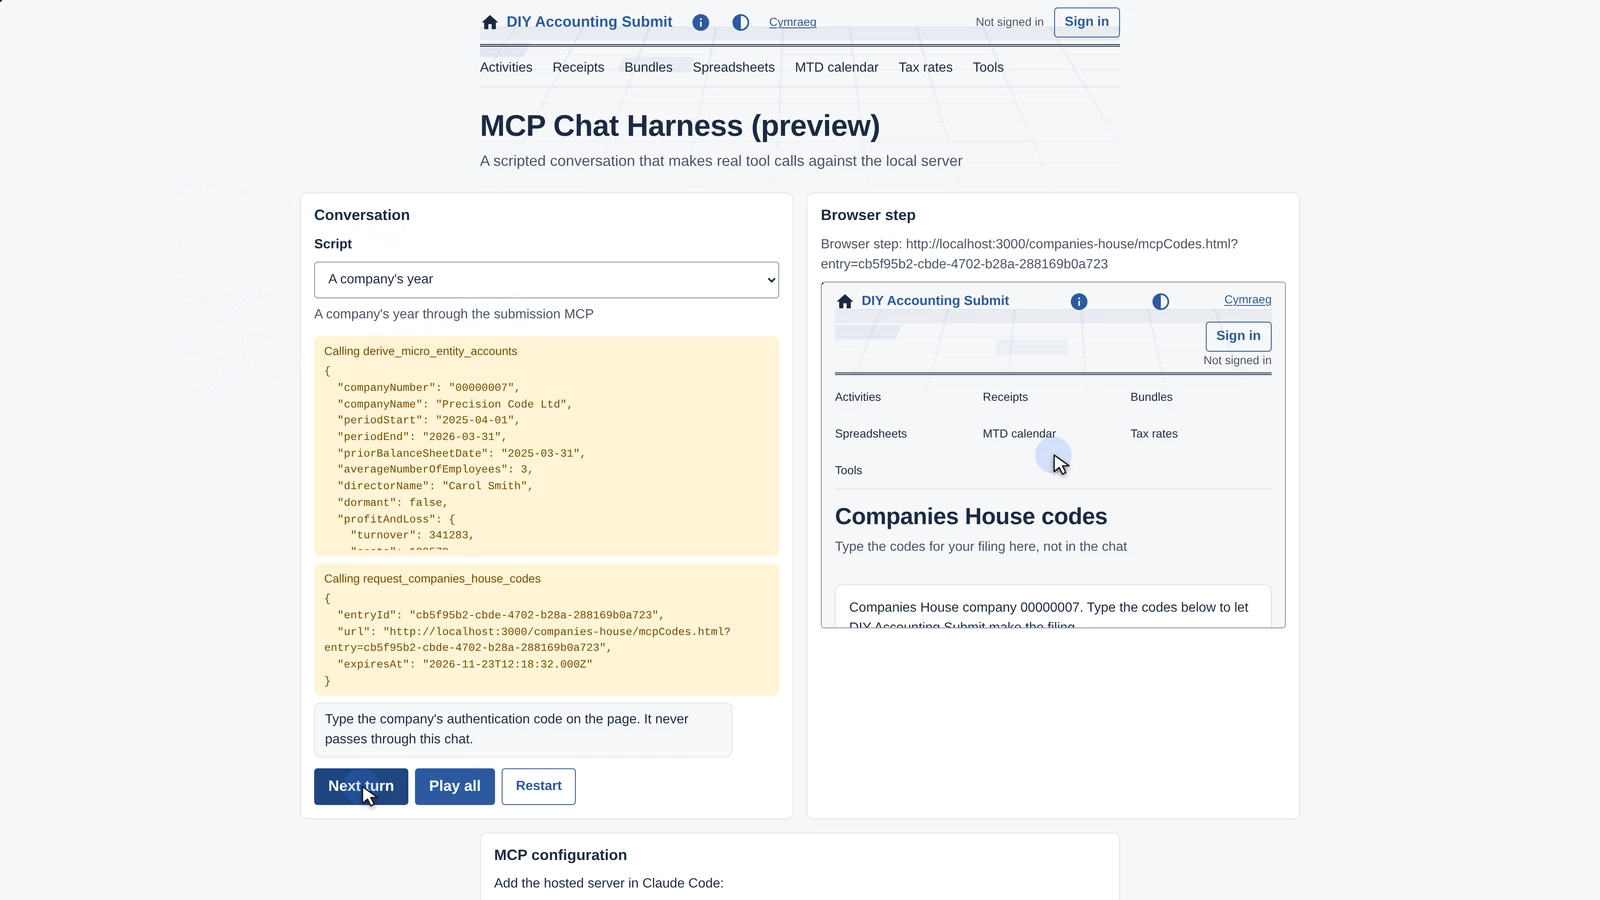 DIY Accounting Submit
Cymraeg
Not signed in
Sign in
Activities
Receipts
Bundles
Spreadsheets
MTD calendar
Tax rates
Tools
MCP Chat Harness (preview)
A scripted conversation that makes real tool calls against the local server
Conversation
Script
A company's year
A company's year through the submission MCP
Calling derive_micro_entity_accounts
{
"companyNumber": "00000007",
"companyName": "Precision Code Ltd",
"periodStart": "2025-04-01",
"periodEnd": "2026-03-31",
"priorBalanceSheetDate": "2025-03-31",
"averageNumberOfEmployees": 3,
"directorName": "Carol Smith",
"dormant": false,
"profitAndLoss": {
"turnover": 341283,
Calling request_companies_house_codes
{
"entryId": "cb5f95b2-cbde-4702-b28a-288169b0a723",
"url": "http://localhost:3000/companies-house/mcpCodes.html?
entry=cb5f95b2-cbde-4702-b28a-288169b0a723",
"expiresAt": "2026-11-23T12:18:32.000Z"
}
Type the company's authentication code on the page. It never
passes through this chat.
Next turn
Play all
Restart
Browser step
Browser step: http://localhost:3000/companies-house/mcpCodes.html?
entry=cb5f95b2-cbde-4702-b28a-288169b0a723
DIY Accounting Submit
Cymraeg
Sign in
Not signed in
Activities
Receipts
Bundles
Spreadsheets
MTD calendar
Tax rates
Tools
Companies House codes
Type the codes for your filing here, not in the chat
Companies House company 00000007. Type the codes below to let
DIY Accounting Submit make the filing.
MCP configuration
Add the hosted server in Claude Code: